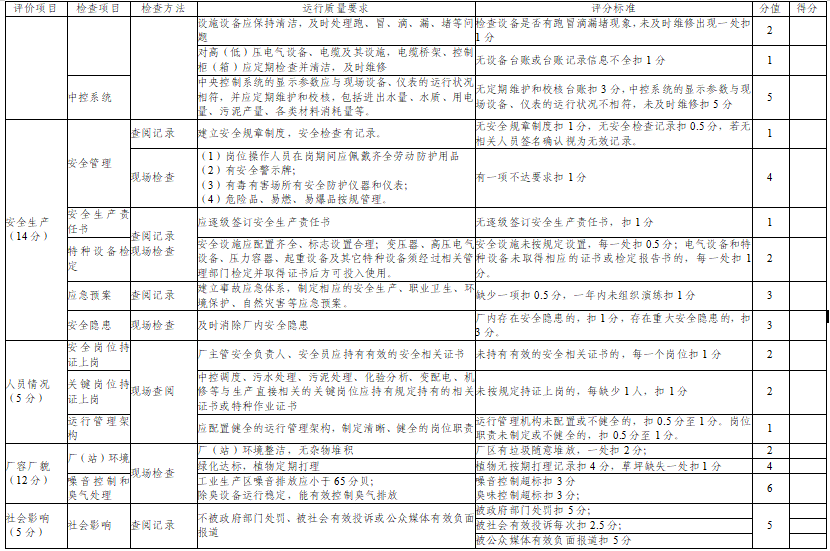 评价项目 检查项目 检查方法 运行质量要求 评分标准 分值 得分
设施设备应保持清洁，及时处理跑、冒、滴、漏、堵等问
题
检查设备是否有跑冒滴漏堵现象，未及时维修出现一处扣
1 分
2
对高（低）压电气设备、电缆及其设施，电缆桥架、控制
柜（箱）应定期检查并清洁，及时维修
无设备台账或台账记录信息不全扣 1 分
1
中控系统
中央控制系统的显示参数应与现场设备、仪表的运行状况
相符，并应定期维护和校核，包括进出水量、水质、用电
量、污泥产量、各类材料消耗量等。
无定期维护和校核台账扣 3 分，中控系统的显示参数与现
场设备、仪表的运行状况不相符，未及时维修扣 5 分
5
安全生产
（14 分）
安全管理
查阅记录
建立安全规章制度，安全检查有记录。
无安全规章制度扣 1 分，无安全检查记录扣 0.5 分，若无
相关人员签名确认视为无效记录。
1
现场检查
（1）岗位操作人员在岗期间应佩戴齐全劳动防护用品
（2）有安全警示牌；
（3）有毒有害场所有安全防护仪器和仪表；
（4）危险品、易燃、易爆品按规管理。
有一项不达要求扣 1 分
4
安全生产责
任书
应逐级签订安全生产责任书
无逐级签订安全生产责任书，扣 1 分
1
特种设备检
定
查阅记录
现场检查
安全设施应配置齐全、标志设置合理；变压器、高压电气
设备、压力容器、起重设备及其它特种设备须经过相关管
理部门检定并取得证书后方可投入使用。
安全设施未按规定设置，每一处扣 0.5 分；电气设备和特
种设备未取得相应的证书或检定报告书的，每一处扣 1
分。
2
应急预案
查阅记录
建立事故应急体系，制定相应的安全生产、职业卫生、环
境保护、自然灾害等应急预案。
缺少一项扣 0.5 分，一年内未组织演练扣 1 分
3
安全隐患
现场检查
及时消除厂内安全隐患
厂内存在安全隐患的，扣 1 分，存在重大安全隐患的，扣
3 分。
3
人员情况
（5 分）
安全岗位持
证上岗
现场查阅
厂主管安全负责人、安全员应持有有效的安全相关证书
未持有有效的安全相关证书的，每一个岗位扣 1 分
2
关键岗位持
证上岗
中控调度、污水处理、污泥处理、化验分析、变配电、机
修等与生产直接相关的关键岗位应持有规定持有的相关
证书或特种作业证书
未按规定持证上岗的，每缺少 1 人，扣 1 分
2
运行管理架
构
应配置健全的运行管理架构，制定清晰、健全的岗位职责
运行管理机构未配置或不健全的，扣 0.5 分至 1 分。岗位
职责未制定或不健全的，扣 0.5 分至 1 分。
1
厂容厂貌
（12 分）
厂（站）环境
现场检查
厂（站）环境整洁，无杂物堆积
厂区有垃圾随意堆放，一处扣 2 分；
2
绿化达标，植物定期打理
植物无按期打理记录扣 4 分，草坪缺失一处扣 1 分
4
噪音控制和
臭气处理
工业生产区噪音排放应小于 65 分贝；
除臭设备运行稳定，能有效控制臭气排放
噪音控制超标扣 3 分
臭味控制超标扣 3 分；
6
社会影响
（5 分）
社会影响
查阅记录
不被政府部门处罚、被社会有效投诉或公众媒体有效负面
报道
被政府部门处罚扣 5 分；
被社会有效投诉每次扣 2.5 分；
被公众媒体有效负面报道扣 5 分
5